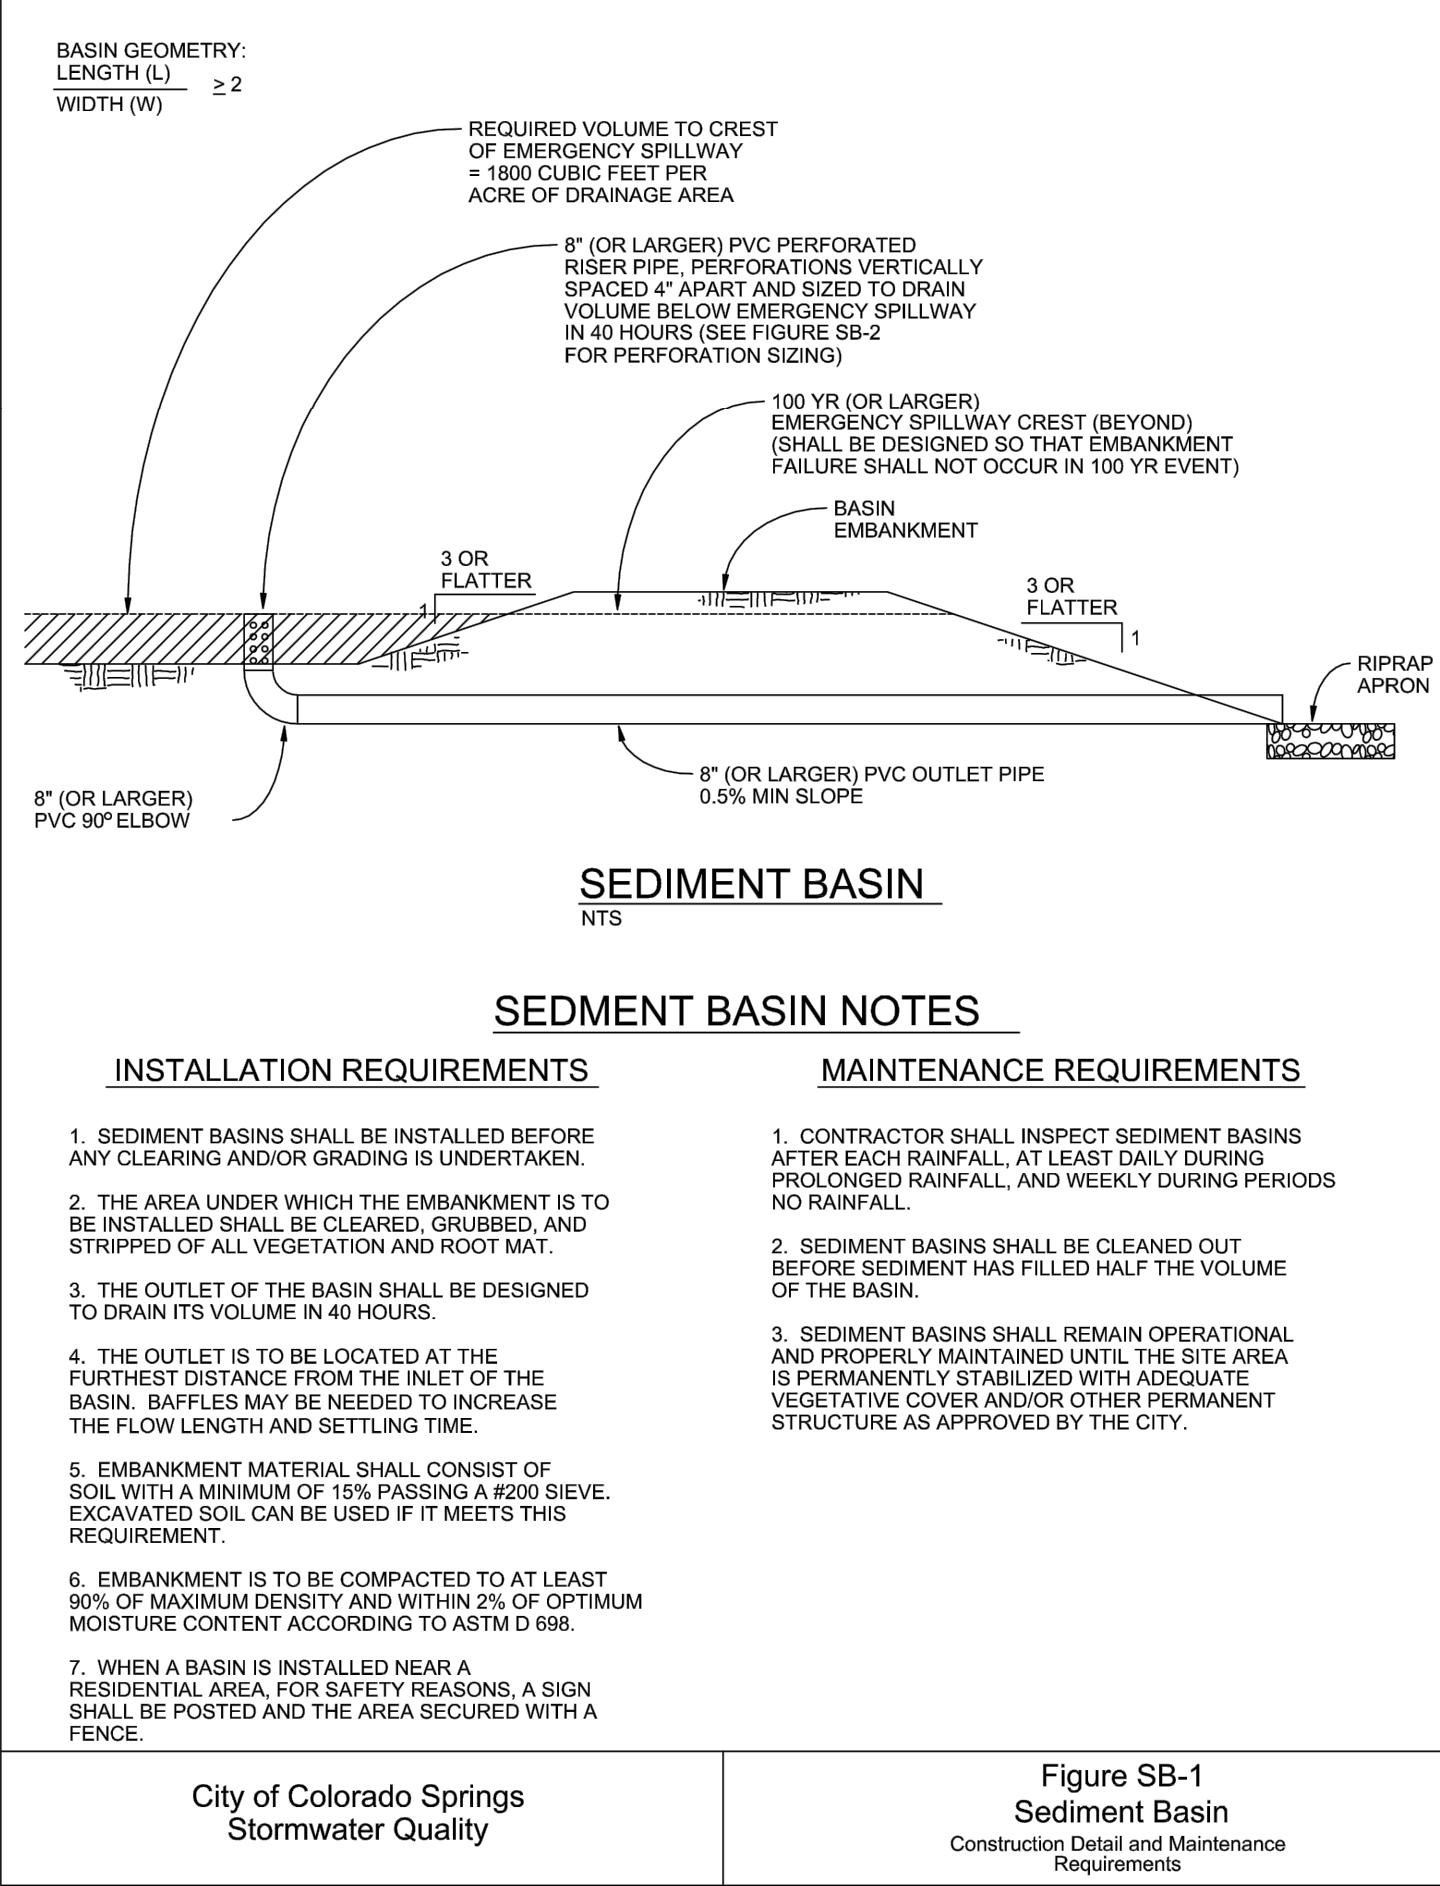 BASIN GEOMETRY:
LENGTH (L)
WIDTH (W)
≥ 2
REQUIRED VOLUME TO CREST
OF EMERGENCY SPILLWAY
= 1800 CUBIC FEET PER
ACRE OF DRAINAGE AREA
8" (OR LARGER) PVC PERFORATED
RISER PIPE, PERFORATIONS VERTICALLY
SPACED 4" APART AND SIZED TO DRAIN
VOLUME BELOW EMERGENCY SPILLWAY
IN 40 HOURS (SEE FIGURE SB-2
FOR PERFORATION SIZING)
100 YR (OR LARGER)
EMERGENCY SPILLWAY CREST (BEYOND)
(SHALL BE DESIGNED SO THAT EMBANKMENT
FAILURE SHALL NOT OCCUR IN 100 YR EVENT)
BASIN
EMBANKMENT
3 OR
FLATTER
1
3 OR
FLATTER
1
RIPRAP
APRON
8" (OR LARGER) PVC OUTLET PIPE
0.5% MIN SLOPE
8" (OR LARGER)
PVC 90º ELBOW
SEDIMENT BASIN
NTS
SEDMENT BASIN NOTES
INSTALLATION REQUIREMENTS
1. SEDIMENT BASINS SHALL BE INSTALLED BEFORE
ANY CLEARING AND/OR GRADING IS UNDERTAKEN.
2. THE AREA UNDER WHICH THE EMBANKMENT IS TO
BE INSTALLED SHALL BE CLEARED, GRUBBED, AND
STRIPPED OF ALL VEGETATION AND ROOT MAT.
3. THE OUTLET OF THE BASIN SHALL BE DESIGNED
TO DRAIN ITS VOLUME IN 40 HOURS.
4. THE OUTLET IS TO BE LOCATED AT THE
FURTHEST DISTANCE FROM THE INLET OF THE
BASIN. BAFFLES MAY BE NEEDED TO INCREASE
THE FLOW LENGTH AND SETTLING TIME.
5. EMBANKMENT MATERIAL SHALL CONSIST OF
SOIL WITH A MINIMUM OF 15% PASSING A #200 SIEVE.
EXCAVATED SOIL CAN BE USED IF IT MEETS THIS
REQUIREMENT.
6. EMBANKMENT IS TO BE COMPACTED TO AT LEAST
90% OF MAXIMUM DENSITY AND WITHIN 2% OF OPTIMUM
MOISTURE CONTENT ACCORDING TO ASTM D 698.
7. WHEN A BASIN IS INSTALLED NEAR A
RESIDENTIAL AREA, FOR SAFETY REASONS, A SIGN
SHALL BE POSTED AND THE AREA SECURED WITH A
FENCE.
MAINTENANCE REQUIREMENTS
1. CONTRACTOR SHALL INSPECT SEDIMENT BASINS
AFTER EACH RAINFALL, AT LEAST DAILY DURING
PROLONGED RAINFALL, AND WEEKLY DURING PERIODS
NO RAINFALL.
2. SEDIMENT BASINS SHALL BE CLEANED OUT
BEFORE SEDIMENT HAS FILLED HALF THE VOLUME
OF THE BASIN.
3. SEDIMENT BASINS SHALL REMAIN OPERATIONAL
AND PROPERLY MAINTAINED UNTIL THE SITE AREA
IS PERMANENTLY STABILIZED WITH ADEQUATE
VEGETATIVE COVER AND/OR OTHER PERMANENT
STRUCTURE AS APPROVED BY THE CITY.
City of Colorado Springs
Stormwater Quality
Figure SB-1
Sediment Basin
Construction Detail and Maintenance
Requirements